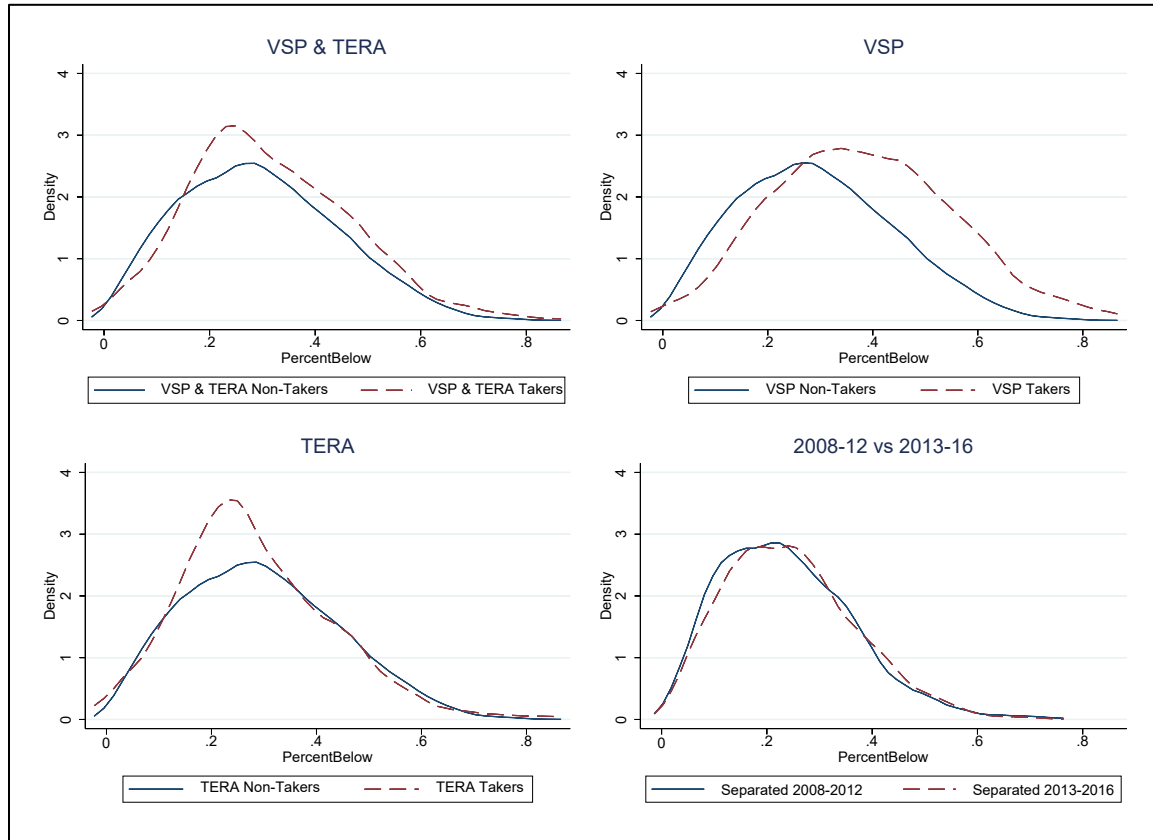 VSP & TERA
4
3
2
1
0
Density
0 .2 .4 .6 .8
PercentBelow
VSP & TERA Non-Takers VSP & TERA Takers
VSP
4
3
2
1
0
Density
0 .2 .4 .6 .8
PercentBelow
VSP Non-Takers VSP Takers
TERA
4
3
2
1
0
Density
0 .2 .4 .6 .8
PercentBelow
TERA Non-Takers TERA Takers
2008-12 vs 2013-16
4
3
2
1
0
Density
0 .2 .4 .6 .8
PercentBelow
Separated 2008-2012 Separated 2013-2016